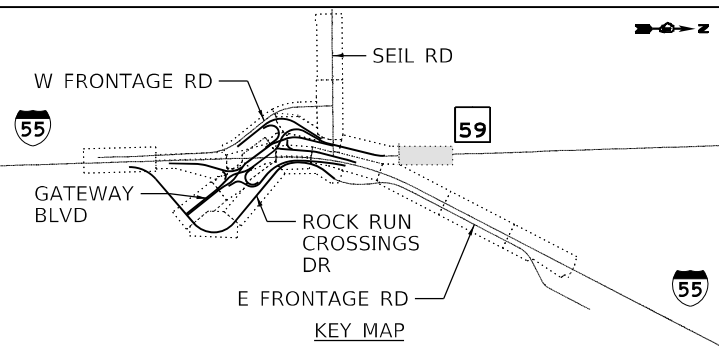 Z
SEIL RD
W FRONTAGE RD
55
59
GATEWAY
BLVD
ROCK RUN
CROSSINGS
DR
E FRONTAGE RD
55
KEY MAP